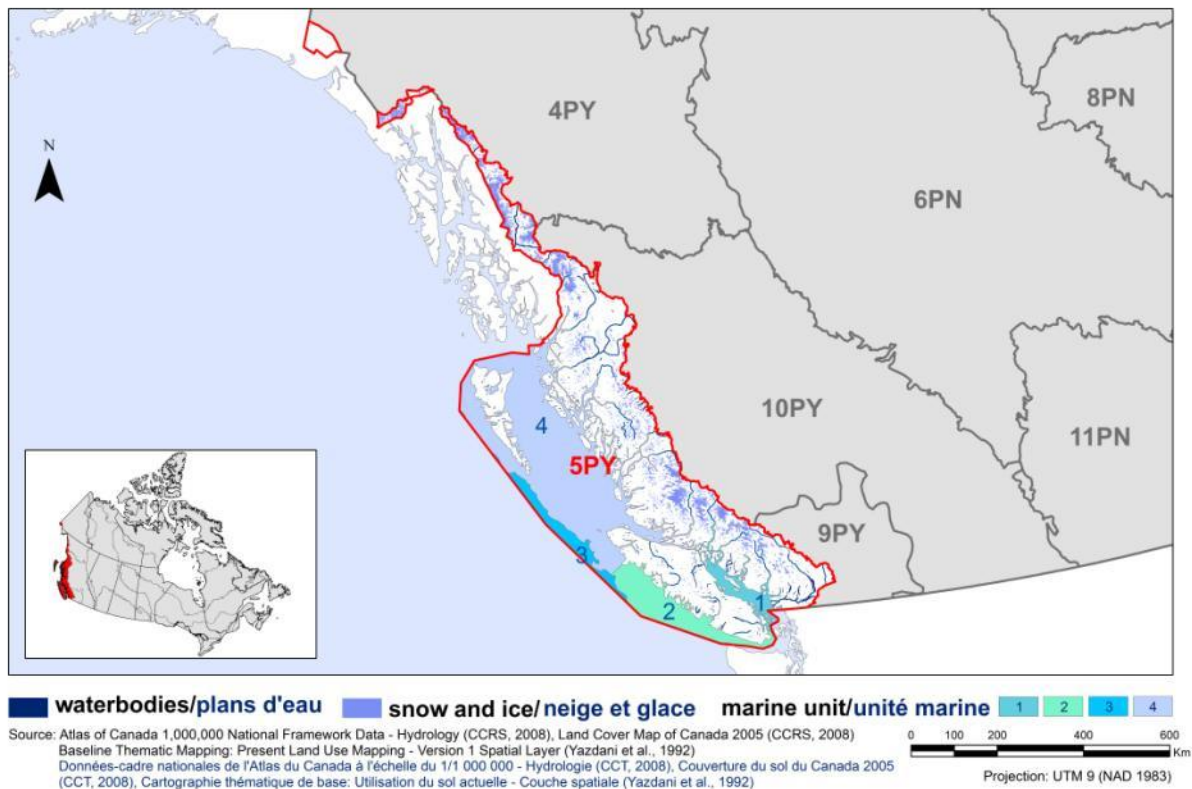 N
4PY
8PN
6PN
10PY
11PN
4
5PY
9PY
3
2
1
waterbodies/plans d'eau snow and ice/neige et glace marine unit/unité marine 1 2 3 4
Source: Atlas of Canada 1,000,000 National Framework Data - Hydrology (CCRS, 2008), Land Cover Map of Canada 2005 (CCRS, 2008)
Baseline Thematic Mapping: Present Land Use Mapping - Version 1 Spatial Layer (Yazdani et al., 1992)
Données-cadre nationales de l'Atlas du Canada à l'échelle du 1/1 000 000 - Hydrologie (CCT, 2008), Couverture du sol du Canada 2005
(CCT, 2008), Cartographie thématique de base: Utilisation du sol actuelle - Couche spatiale (Yazdani et al., 1992)
0 100 200 400 600
Km
Projection: UTM 9 (NAD 1983)